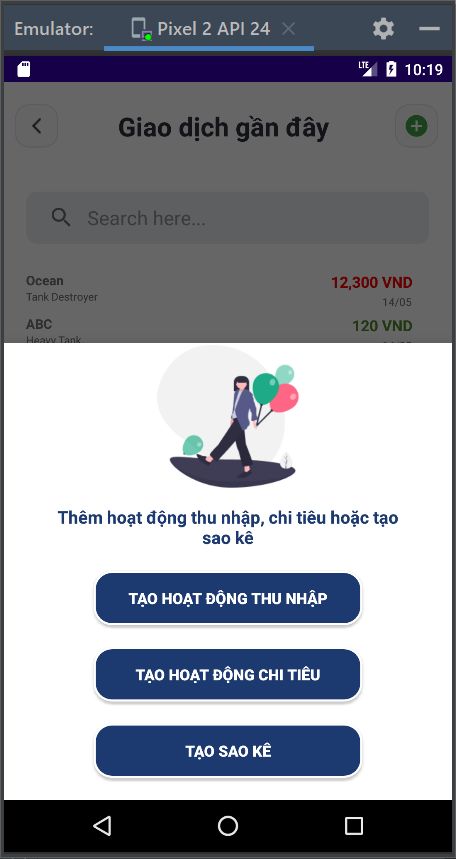 Emulator: Pixel 2 API 24
LTE 10:19
Giao dịch gần đây
Search here...
Ocean 12,300 VND
Tank Destroyer 14/05
ABC 120 VND
Heavy Tank
Thêm hoạt động thu nhập, chi tiêu hoặc tạo
sao kê
TẠO HOẠT ĐỘNG THU NHẬP
TẠO HOẠT ĐỘNG CHI TIÊU
TẠO SAO KÊ